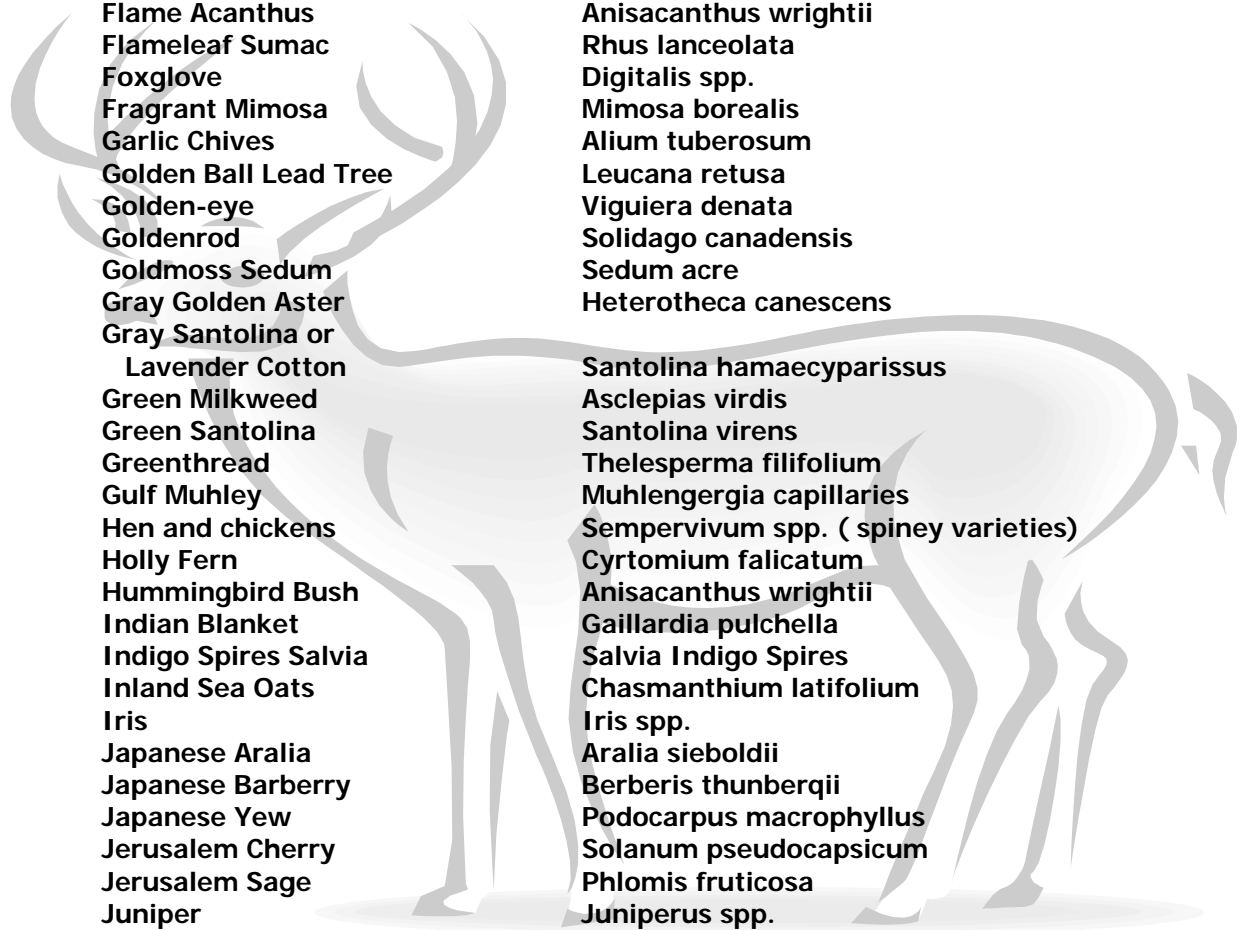 Flame Acanthus Anisacanthus wrightii
Flameleaf Sumac Rhus lanceolata
Foxglove Digitalis spp.
Fragrant Mimosa Mimosa borealis
Garlic Chives Alium tuberosum
Golden Ball Lead Tree Leucana retusa
Golden-eye Viguiera denata
Goldenrod Solidago canadensis
Goldmoss Sedum Sedum acre
Gray Golden Aster Heterotheca canescens
Gray Santolina or
Lavender Cotton Santolina hamaecyparissus
Green Milkweed Asclepias virdis
Green Santolina Santolina virens
Greenthread Thelesperma filifolium
Gulf Muhley Muhlengergia capillaries
Hen and chickens Sempervivum spp. ( spiney varieties)
Holly Fern Cyrtomium falicatum
Hummingbird Bush Anisacanthus wrightii
Indian Blanket Gaillardia pulchella
Indigo Spires Salvia Salvia Indigo Spires
Inland Sea Oats Chasmanthium latifolium
Iris Iris spp.
Japanese Aralia Aralia sieboldii
Japanese Barberry Berberis thunberqii
Japanese Yew Podocarpus macrophyllus
Jerusalem Cherry Solanum pseudocapsicum
Jerusalem Sage Phlomis fruticosa
Juniper Juniperus spp.